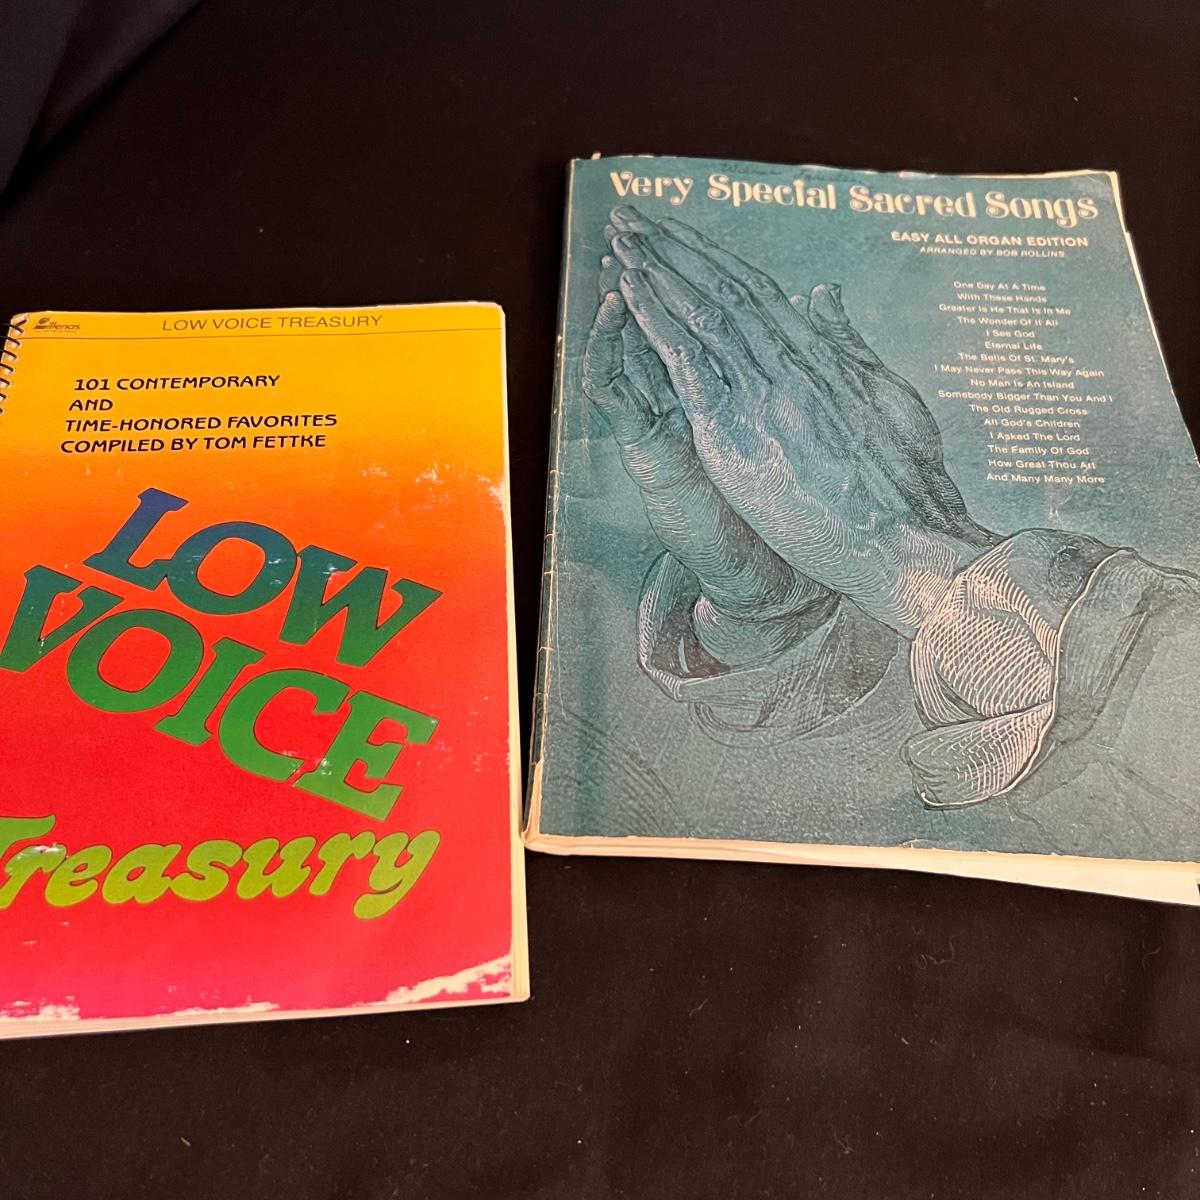 Lillenas
LOW VOICE TREASURY
101 CONTEMPORARY
AND
TIME-HONORED FAVORITES
COMPILED BY TOM FETTKE
LOW
VOICE
Treasury
Very Special Sacred Songs
EASY ALL ORGAN EDITION
ARRANGED BY BOB ROLLINS
One Day At A Time
With These Hands
Greater Is He That Is In Me
The Wonder Of It All
I See God
Eternal Life
The Bells Of St. Mary's
I May Never Pass This Way Again
No Man Is An Island
Somebody Bigger Than You And I
The Old Rugged Cross
All God's Children
I Asked The Lord
The Family Of God
How Great Thou Art
And Many Many More